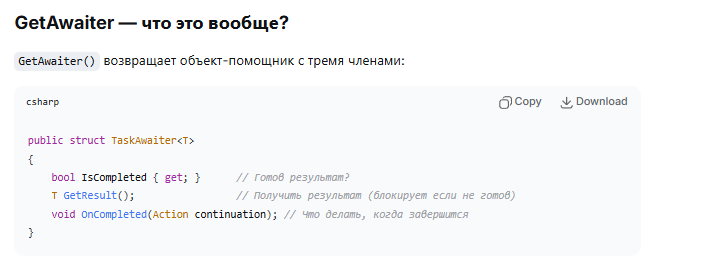 GetAwaiter — что это вообще?
GetAwaiter() возвращает объект-помощник с тремя членами:
csharp
Copy
Download
public struct TaskAwaiter<T>
{
    bool IsCompleted { get; }      // Готов результат?
    T GetResult();                 // Получить результат (блокирует если не готов)
    void OnCompleted(Action continuation); // Что делать, когда завершится
}